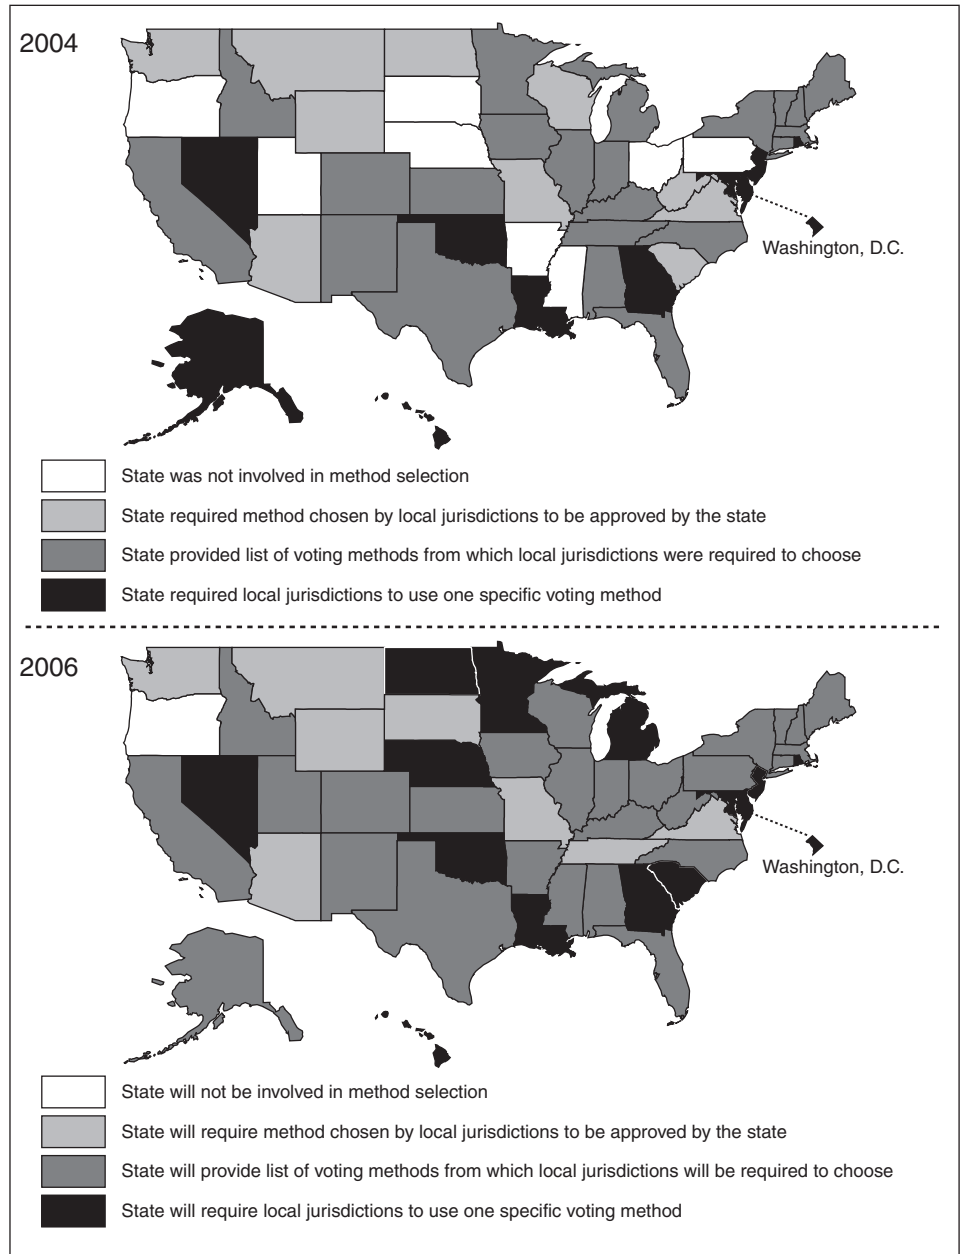 2004
Washington, D.C.
State was not involved in method selection
State required method chosen by local jurisdictions to be approved by the state
State provided list of voting methods from which local jurisdictions were required to choose
State required local jurisdictions to use one specific voting method
2006
Washington, D.C.
State will not be involved in method selection
State will require method chosen by local jurisdictions to be approved by the state
State will provide list of voting methods from which local jurisdictions will be required to choose
State will require local jurisdictions to use one specific voting method